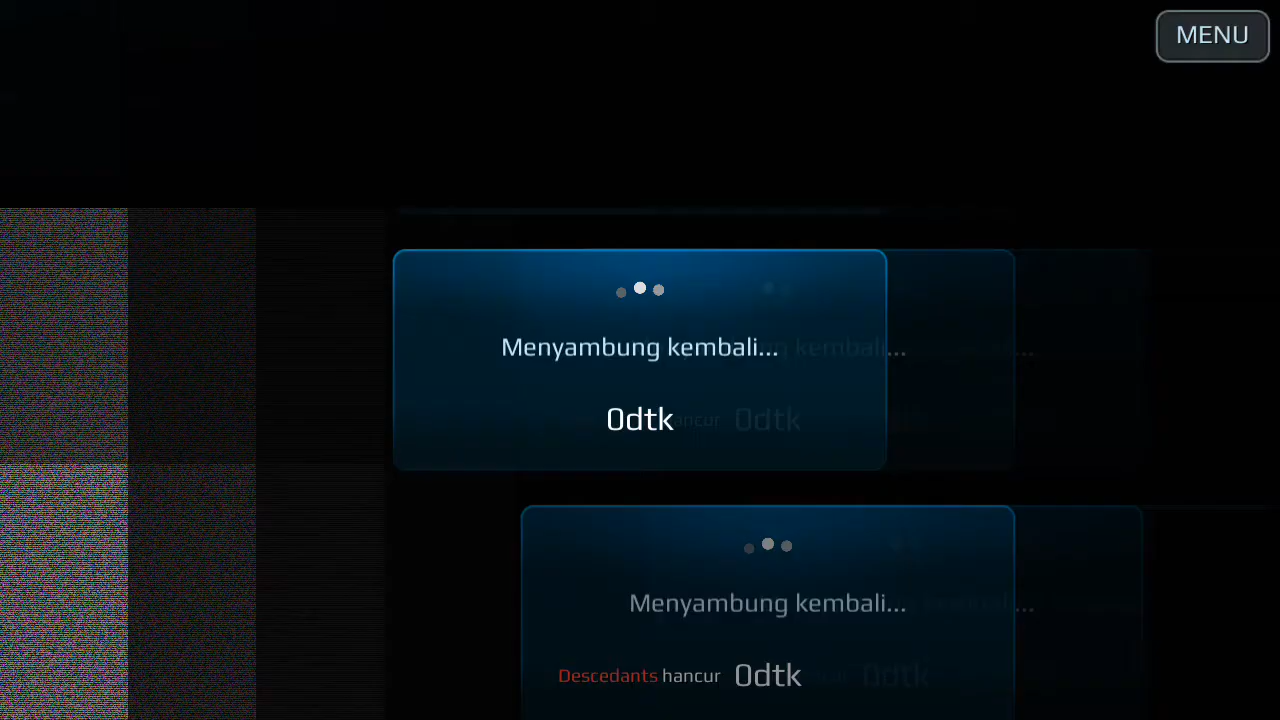 MENU
Menyambung kembali...
0dtk
Menyambung kembali...
Descedants hancur 0dtk